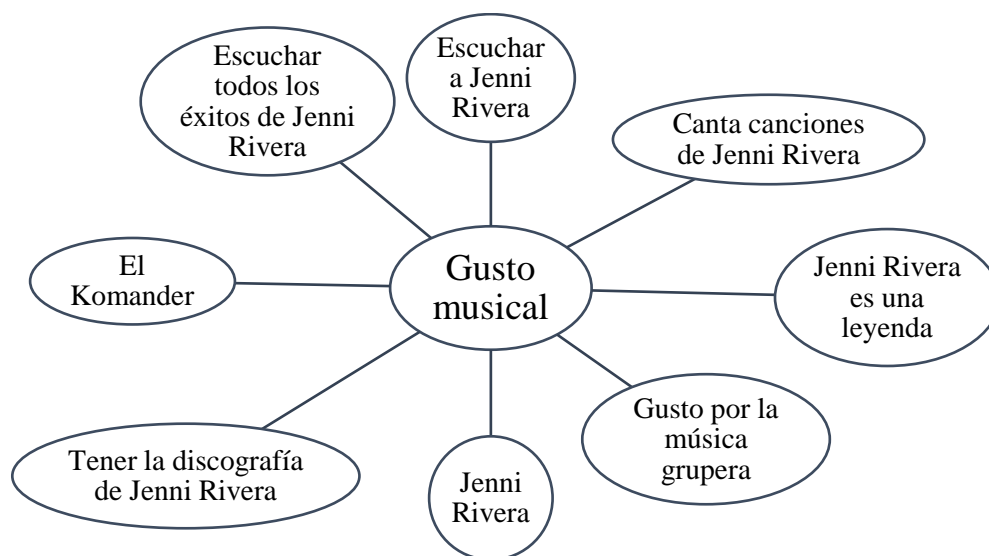 Escuchar
todos los
éxitos de Jenni
Rivera
Escuchar
a Jenni
Rivera
Canta canciones
de Jenni Rivera
El
Komander
Gusto
musical
Jenni Rivera
es una
leyenda
Tener la discografía
de Jenni Rivera
Jenni
Rivera
Gusto por la
música
grupera